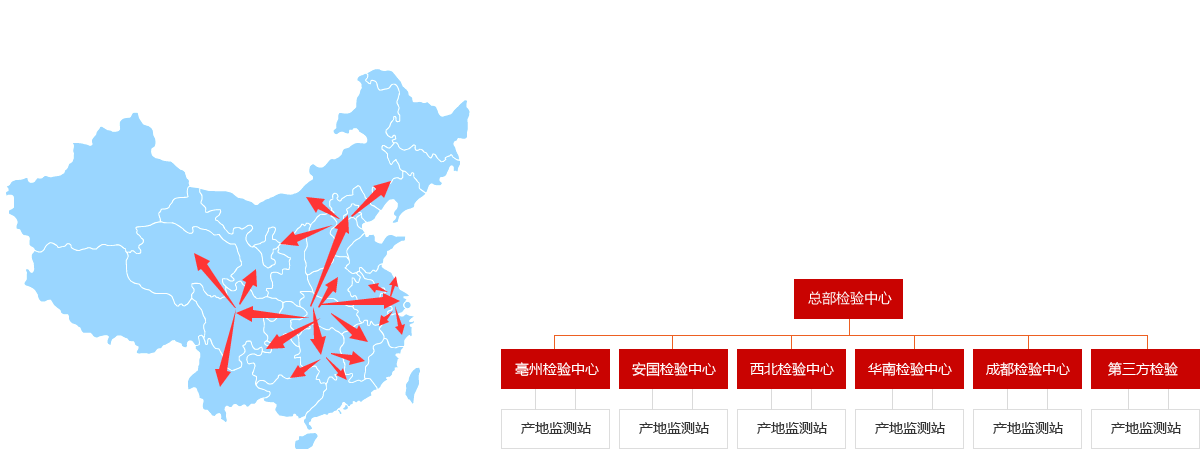 总部检验中心
亳州检验中心 安国检验中心 西北检验中心 华南检验中心 成都检验中心 第三方检验
产地监测站 产地监测站 产地监测站 产地监测站 产地监测站 产地监测站